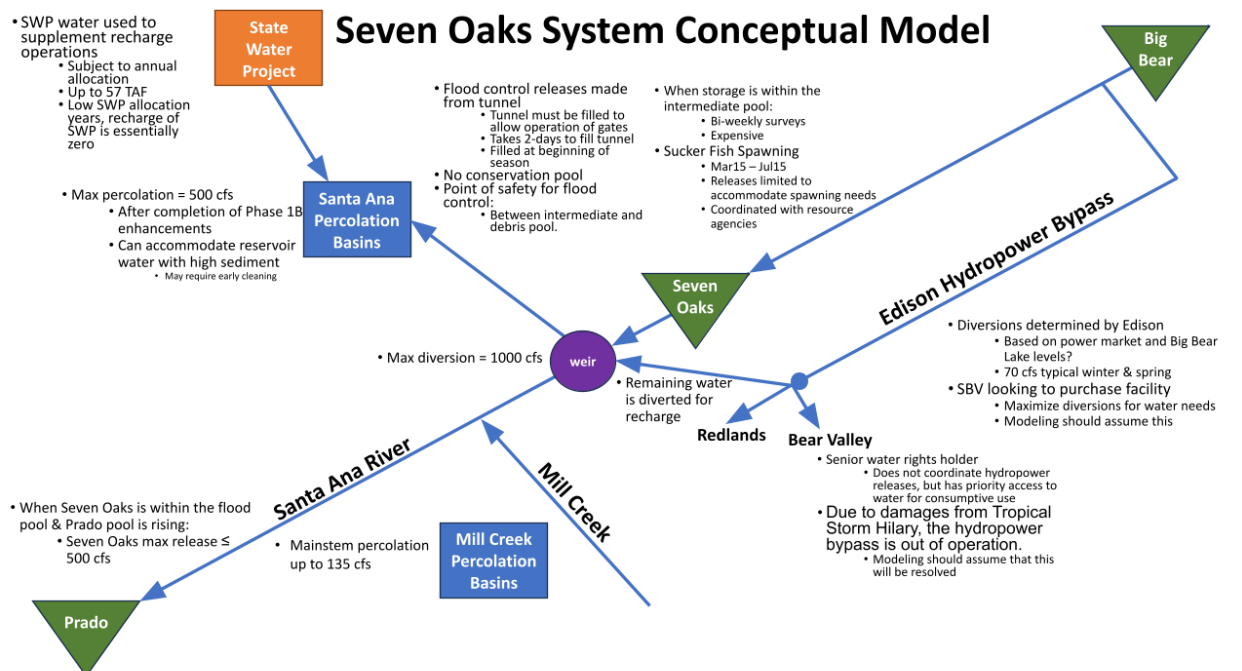 Seven Oaks System Conceptual Model
• SWP water used to
supplement recharge
operations
• Subject to annual
allocation
• Up to 57 TAF
• Low SWP allocation
years, recharge of
SWP is essentially
zero
State
Water
Project
• Flood control releases made
from tunnel
• Tunnel must be filled to
allow operation of gates
• Takes 2-days to fill tunnel
• Filled at beginning of
season
• No conservation pool
• Point of safety for flood
control:
• Between intermediate and
debris pool.
• When storage is within the
intermediate pool:
• Bi-weekly surveys
• Expensive
• Sucker Fish Spawning
• Mar15 – Jul15
• Releases limited to
accommodate spawning needs
• Coordinated with resource
agencies
Big
Bear
• Max percolation = 500 cfs
• After completion of Phase 1B
enhancements
• Can accommodate reservoir
water with high sediment
• May require early cleaning
Santa Ana
Percolation
Basins
Seven
Oaks
Edison Hydropower Bypass
• Max diversion = 1000 cfs
weir
• Remaining water
is diverted for
recharge
• Diversions determined by Edison
• Based on power market and Big Bear
Lake levels?
• 70 cfs typical winter & spring
• SBV looking to purchase facility
• Maximize diversions for water needs
• Modeling should assume this
Redlands
Bear Valley
• Senior water rights holder
• Does not coordinate hydropower
releases, but has priority access to
water for consumptive use
• Due to damages from Tropical
Storm Hilary, the hydropower
bypass is out of operation.
• Modeling should assume that this
will be resolved
Santa Ana River
Mill Creek
• When Seven Oaks is within the flood
pool & Prado pool is rising:
• Seven Oaks max release ≤
500 cfs
• Mainstem percolation
up to 135 cfs
Mill Creek
Percolation
Basins
Prado